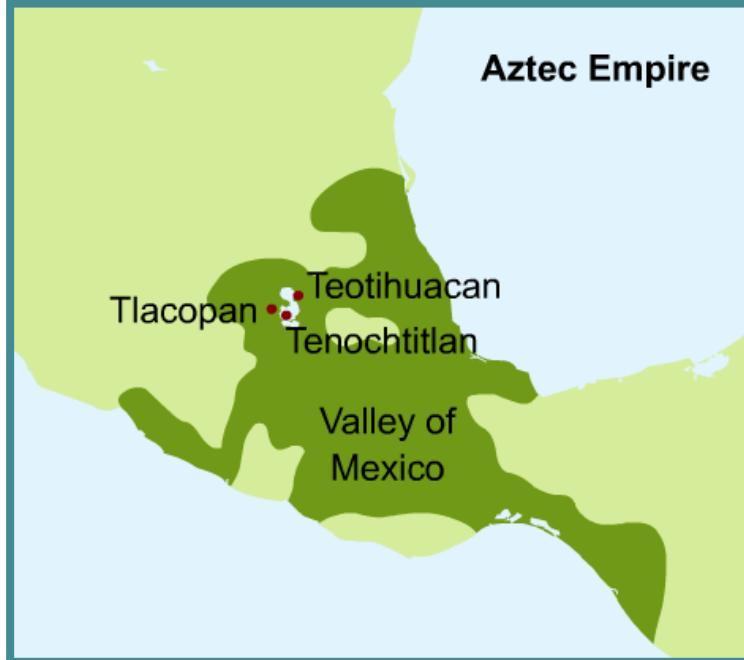 Aztec Empire
Teotihuacan
Tlacopan
Tenochtitlan
Valley of
Mexico